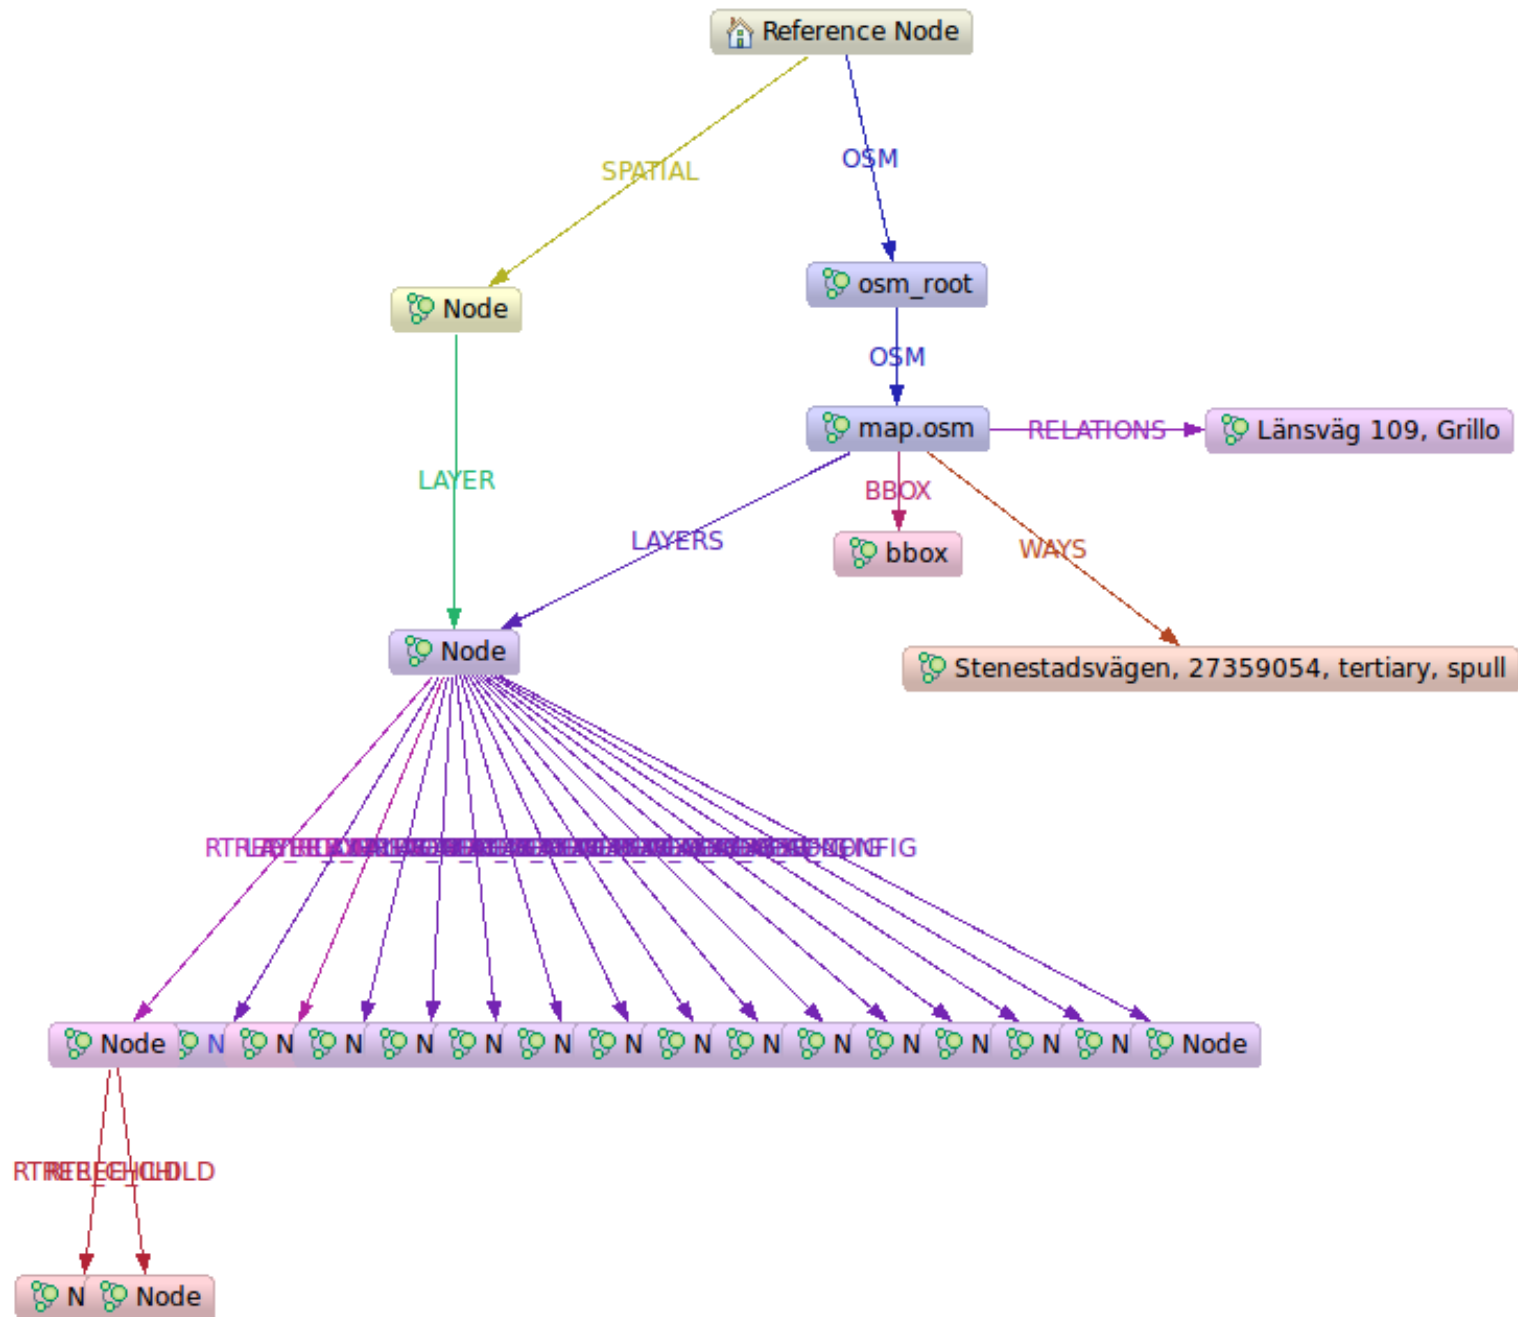 Reference Node
SPATIAL
OSM
osm_root
Node
OSM
map.osm
RELATIONS
Länsväg 109, Grillo
LAYER
BBOX
LAYERS
WAYS
bbox
Node
Stenestadsvägen, 27359054, tertiary, spull
Node N N N N N N N N N N N N N N Node
RTREE_CHILD
N Node